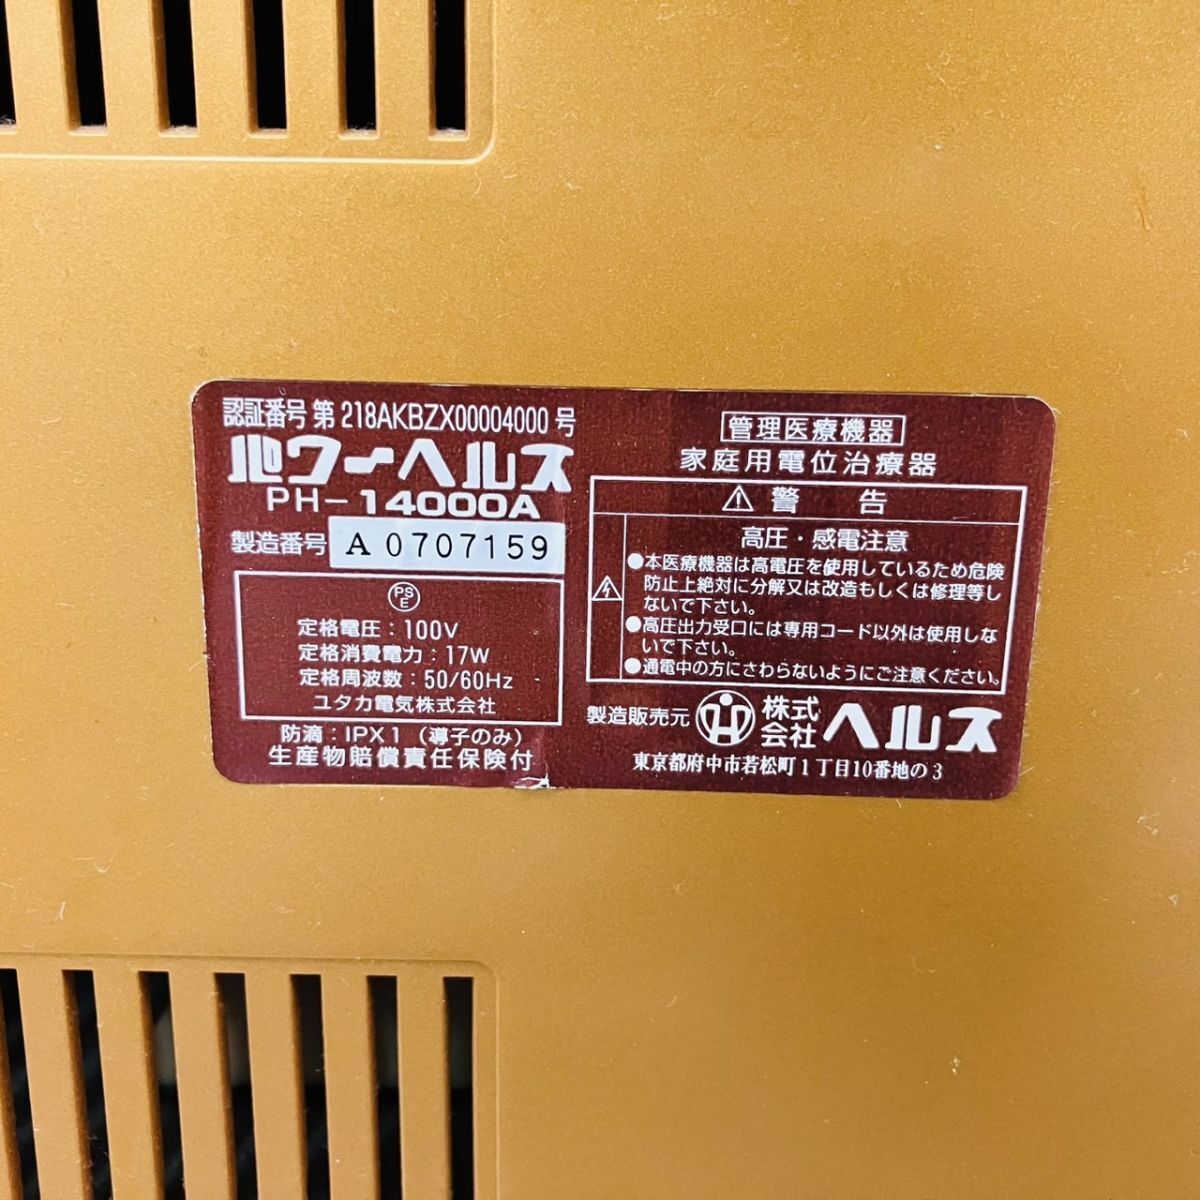 認証番号 第 218AKBZX00004000 号
パワーヘルス
PH-14000A
製造番号 A 0707159
PS
E
定格電圧：100V
定格消費電力：17W
定格周波数：50/60Hz
ユタカ電気株式会社
防滴：IPX1（導子のみ）
生産物賠償責任保険付
管理医療機器
家庭用電位治療器
⚠ 警告
高圧・感電注意
●本医療機器は高電圧を使用しているため危険
防止上絶対に分解又は改造もしくは修理等し
ないで下さい。
●高圧出力受口には専用コード以外は使用しな
いで下さい。
●通電中の方にさわらないようにご注意ください。
製造販売元 株式会社 ヘルス
東京都府中市若松町1丁目10番地の3